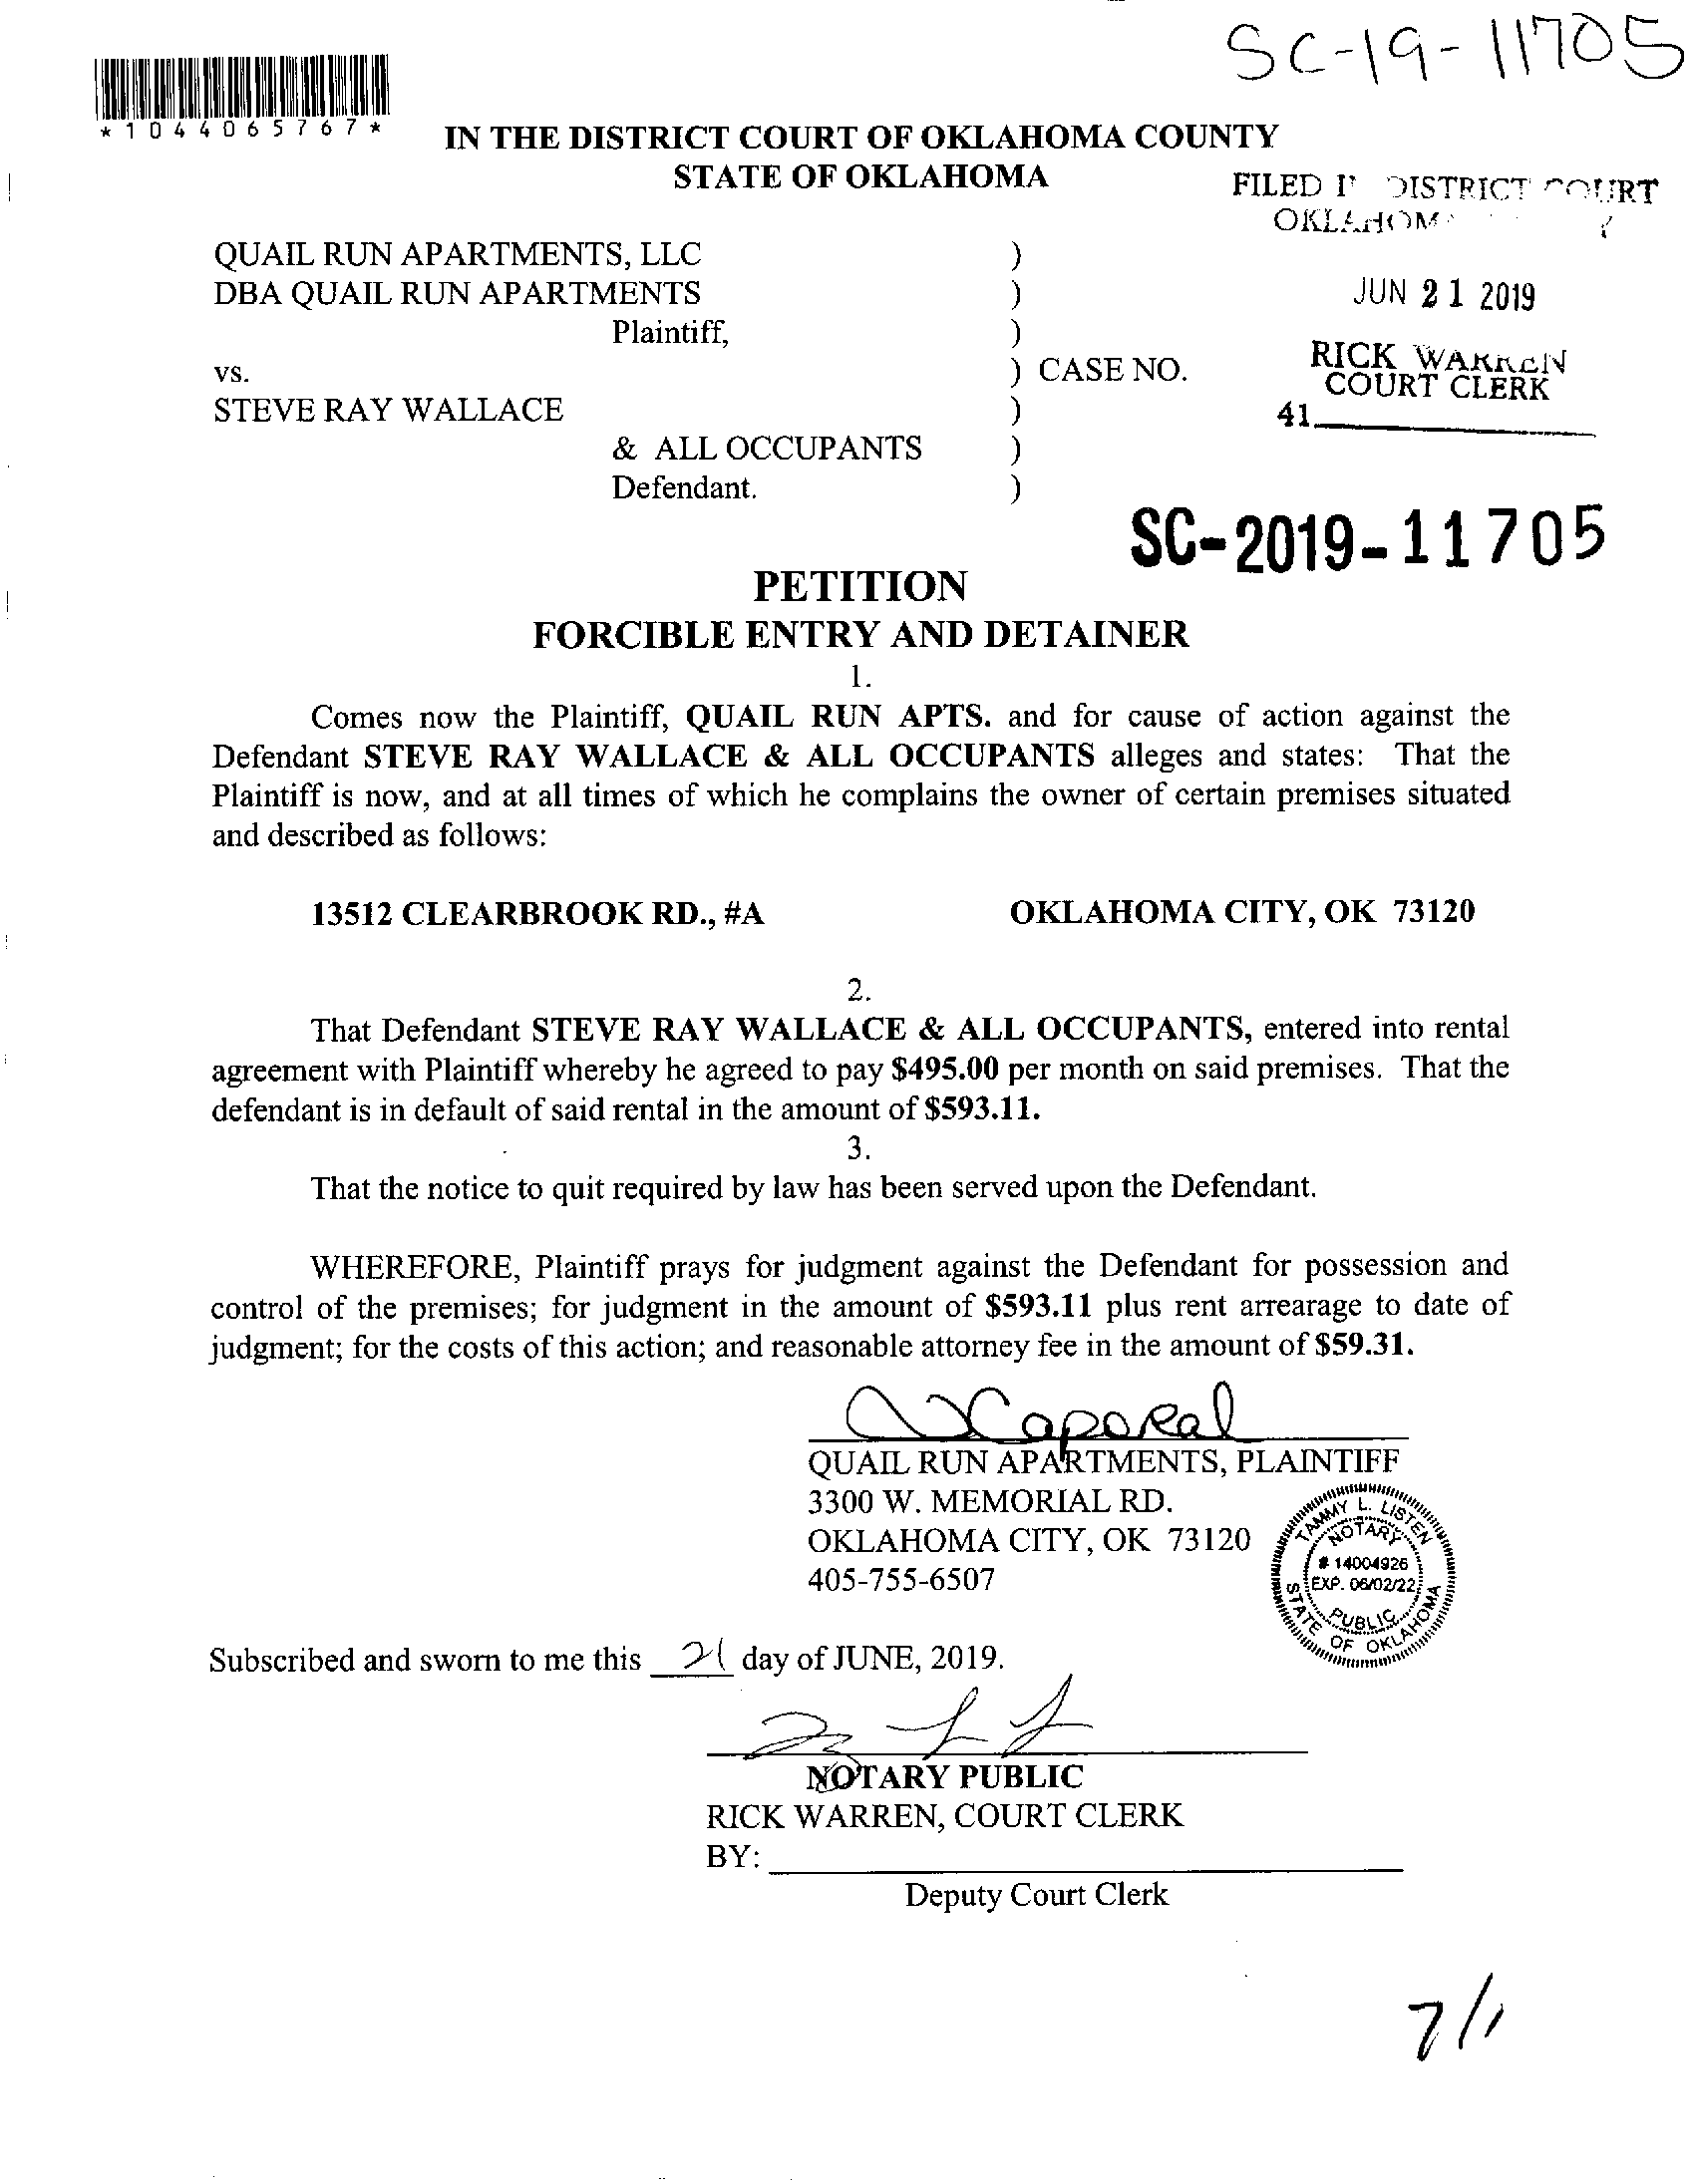 SC-19-11705
*1044065767*
IN THE DISTRICT COURT OF OKLAHOMA COUNTY
STATE OF OKLAHOMA
FILED DISTRICT COURT
QUAIL RUN APARTMENTS, LLC )
DBA QUAIL RUN APARTMENTS )
JUN 21 2019
Plaintiff, )
vs. ) CASE NO.
RICK WARREN
COURT CLERK
STEVE RAY WALLACE )
41
& ALL OCCUPANTS )
Defendant. )
SC-2019-11705
PETITION
FORCIBLE ENTRY AND DETAINER
1.
Comes now the Plaintiff, QUAIL RUN APTS. and for cause of action against the
Defendant STEVE RAY WALLACE & ALL OCCUPANTS alleges and states: That the
Plaintiff is now, and at all times of which he complains the owner of certain premises situated
and described as follows:
13512 CLEARBROOK RD., #A OKLAHOMA CITY, OK 73120
2.
That Defendant STEVE RAY WALLACE & ALL OCCUPANTS, entered into rental
agreement with Plaintiff whereby he agreed to pay $495.00 per month on said premises. That the
defendant is in default of said rental in the amount of $593.11.
3.
That the notice to quit required by law has been served upon the Defendant.
WHEREFORE, Plaintiff prays for judgment against the Defendant for possession and
control of the premises; for judgment in the amount of $593.11 plus rent arrearage to date of
judgment; for the costs of this action; and reasonable attorney fee in the amount of $59.31.
Caporal
QUAIL RUN APARTMENTS, PLAINTIFF
3300 W. MEMORIAL RD.
OKLAHOMA CITY, OK 73120
405-755-6507
TAMMY L. LISTEN
NOTARY
# 14004926
EXP. 06/02/22
PUBLIC
STATE OF OKLAHOMA
Subscribed and sworn to me this 21 day of JUNE, 2019.
NOTARY PUBLIC
RICK WARREN, COURT CLERK
BY:
Deputy Court Clerk
7/1